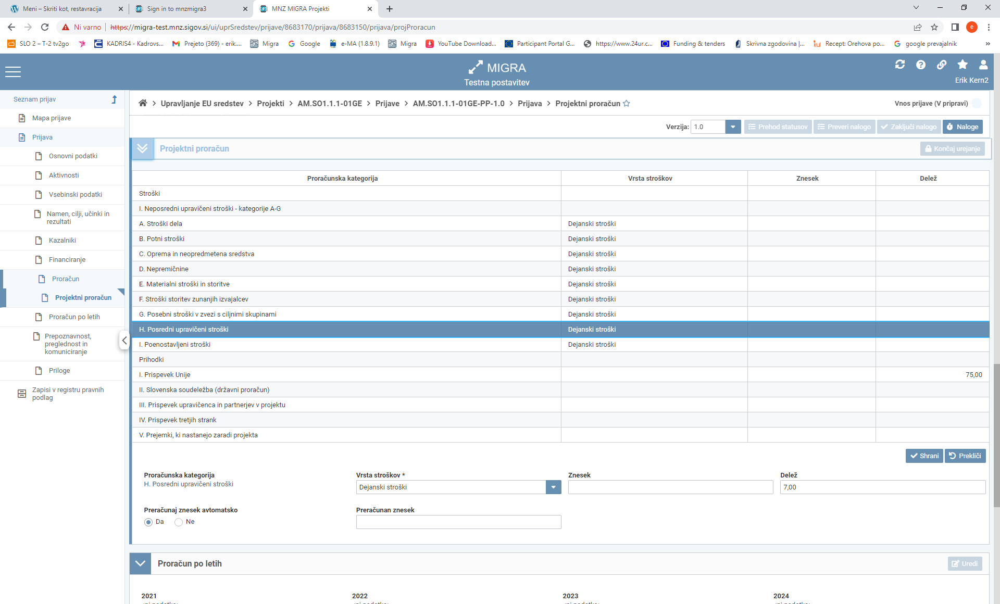 Meni – Skriti kot, restavracija
Sign in to mnzmigra3
MNZ MIGRA Projekti
Ni varno
https://migra-test.mnz.sigov.si/ui/uprSredstev/prijave/8683170/prijava/8683150/prijava/projProracun
e
SLO 2 – T-2 tv2go
KADRIS4 - Kadrovs...
Prejeto (369) - erik....
Migra
Google
e-MA (1.8.9.1)
Migra
YouTube Download...
Participant Portal G...
https://www.24ur.c...
Funding & tenders
Skrivna zgodovina |...
Recept: Orehova po...
google prevajalnik
»
MIGRA
Testna postavitev
Erik Kern2
Seznam prijav
Mapa prijave
Prijava
Osnovni podatki
Aktivnosti
Vsebinski podatki
Namen, cilji, učinki in
rezultati
Kazalniki
Financiranje
Proračun
Projektni proračun
Proračun po letih
Prepoznavnost,
preglednost in
komuniciranje
Priloge
Zapisi v registru pravnih
podlag
Upravljanje EU sredstev > Projekti > AM.SO1.1.1-01GE > Prijave > AM.SO1.1.1-01GE-PP-1.0 > Prijava > Projektni proračun
Vnos prijave (V pripravi)
Verzija: 1.0
Prehod statusov
Preveri nalogo
Zaključi nalogo
Naloge
Projektni proračun
Končaj urejanje
Proračunska kategorija Vrsta stroškov Znesek Delež
Stroški
I. Neposredni upravičeni stroški - kategorije A-G
A. Stroški dela Dejanski stroški
B. Potni stroški Dejanski stroški
C. Oprema in neopredmetena sredstva Dejanski stroški
D. Nepremičnine Dejanski stroški
E. Materialni stroški in storitve Dejanski stroški
F. Stroški storitev zunanjih izvajalcev Dejanski stroški
G. Posebni stroški v zvezi s ciljnimi skupinami Dejanski stroški
H. Posredni upravičeni stroški Dejanski stroški
I. Poenostavljeni stroški Dejanski stroški
Prihodki
I. Prispevek Unije 75,00
II. Slovenska soudeležba (državni proračun)
III. Prispevek upravičenca in partnerjev v projektu
IV. Prispevek tretjih strank
V. Prejemki, ki nastanejo zaradi projekta
Shrani
Prekliči
Proračunska kategorija
H. Posredni upravičeni stroški
Vrsta stroškov *
Dejanski stroški
Znesek
Delež
7,00
Preračunaj znesek avtomatsko
Da Ne
Preračunan znesek
Proračun po letih
Uredi
2021 2022 2023 2024